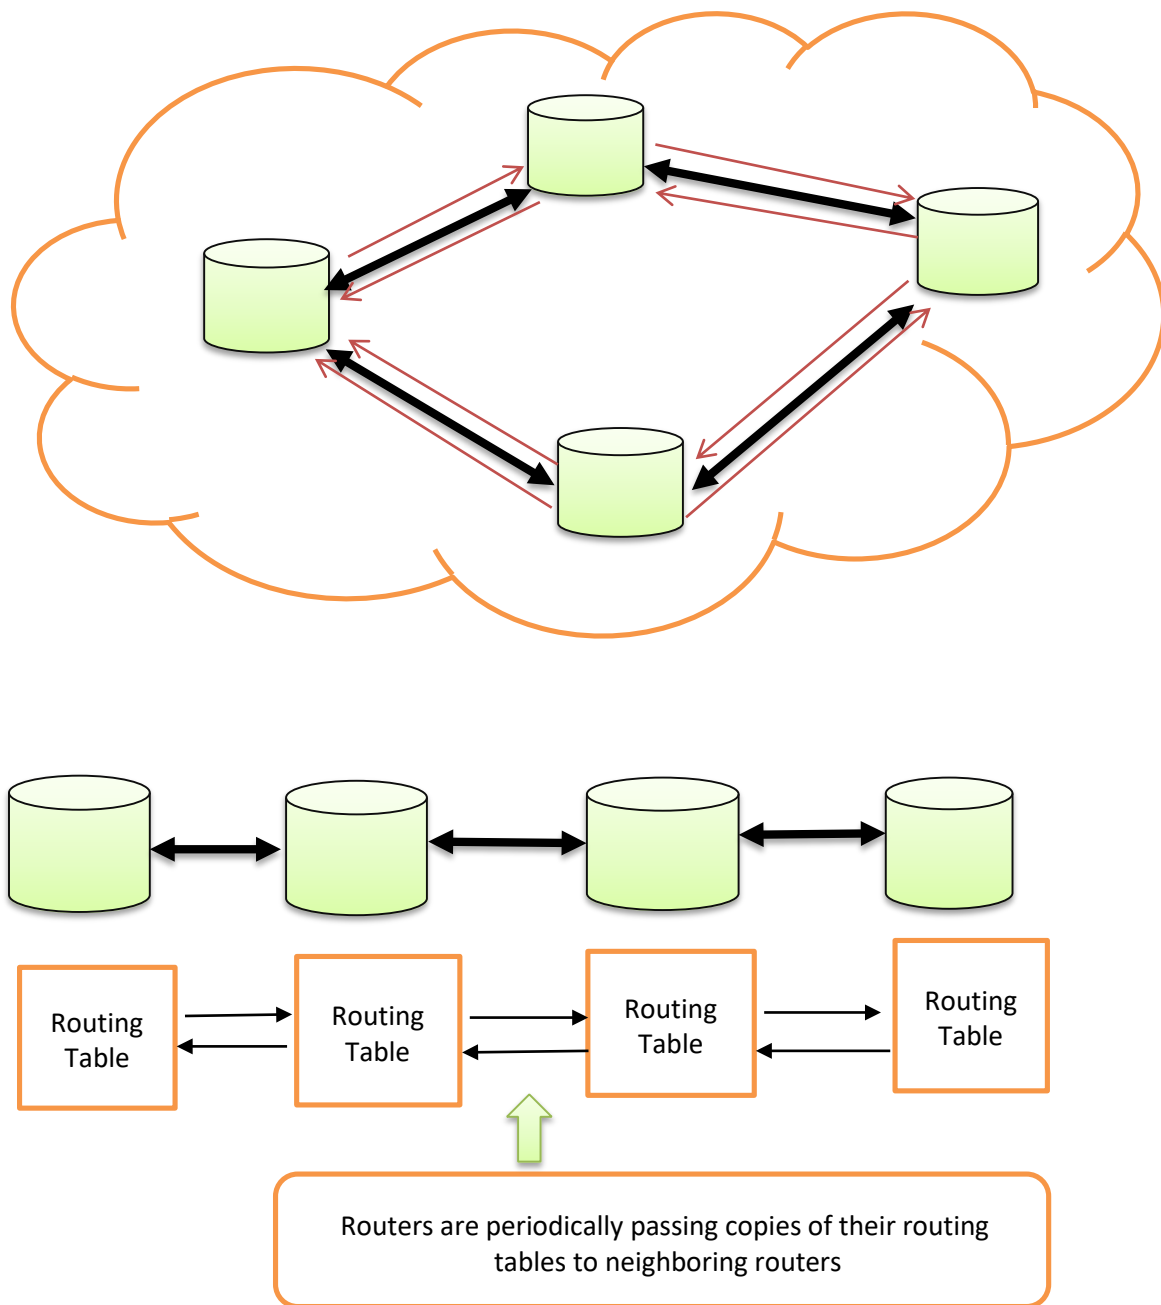 Routing
Table
Routing
Table
Routing
Table
Routing
Table
Routers are periodically passing copies of their routing
tables to neighboring routers